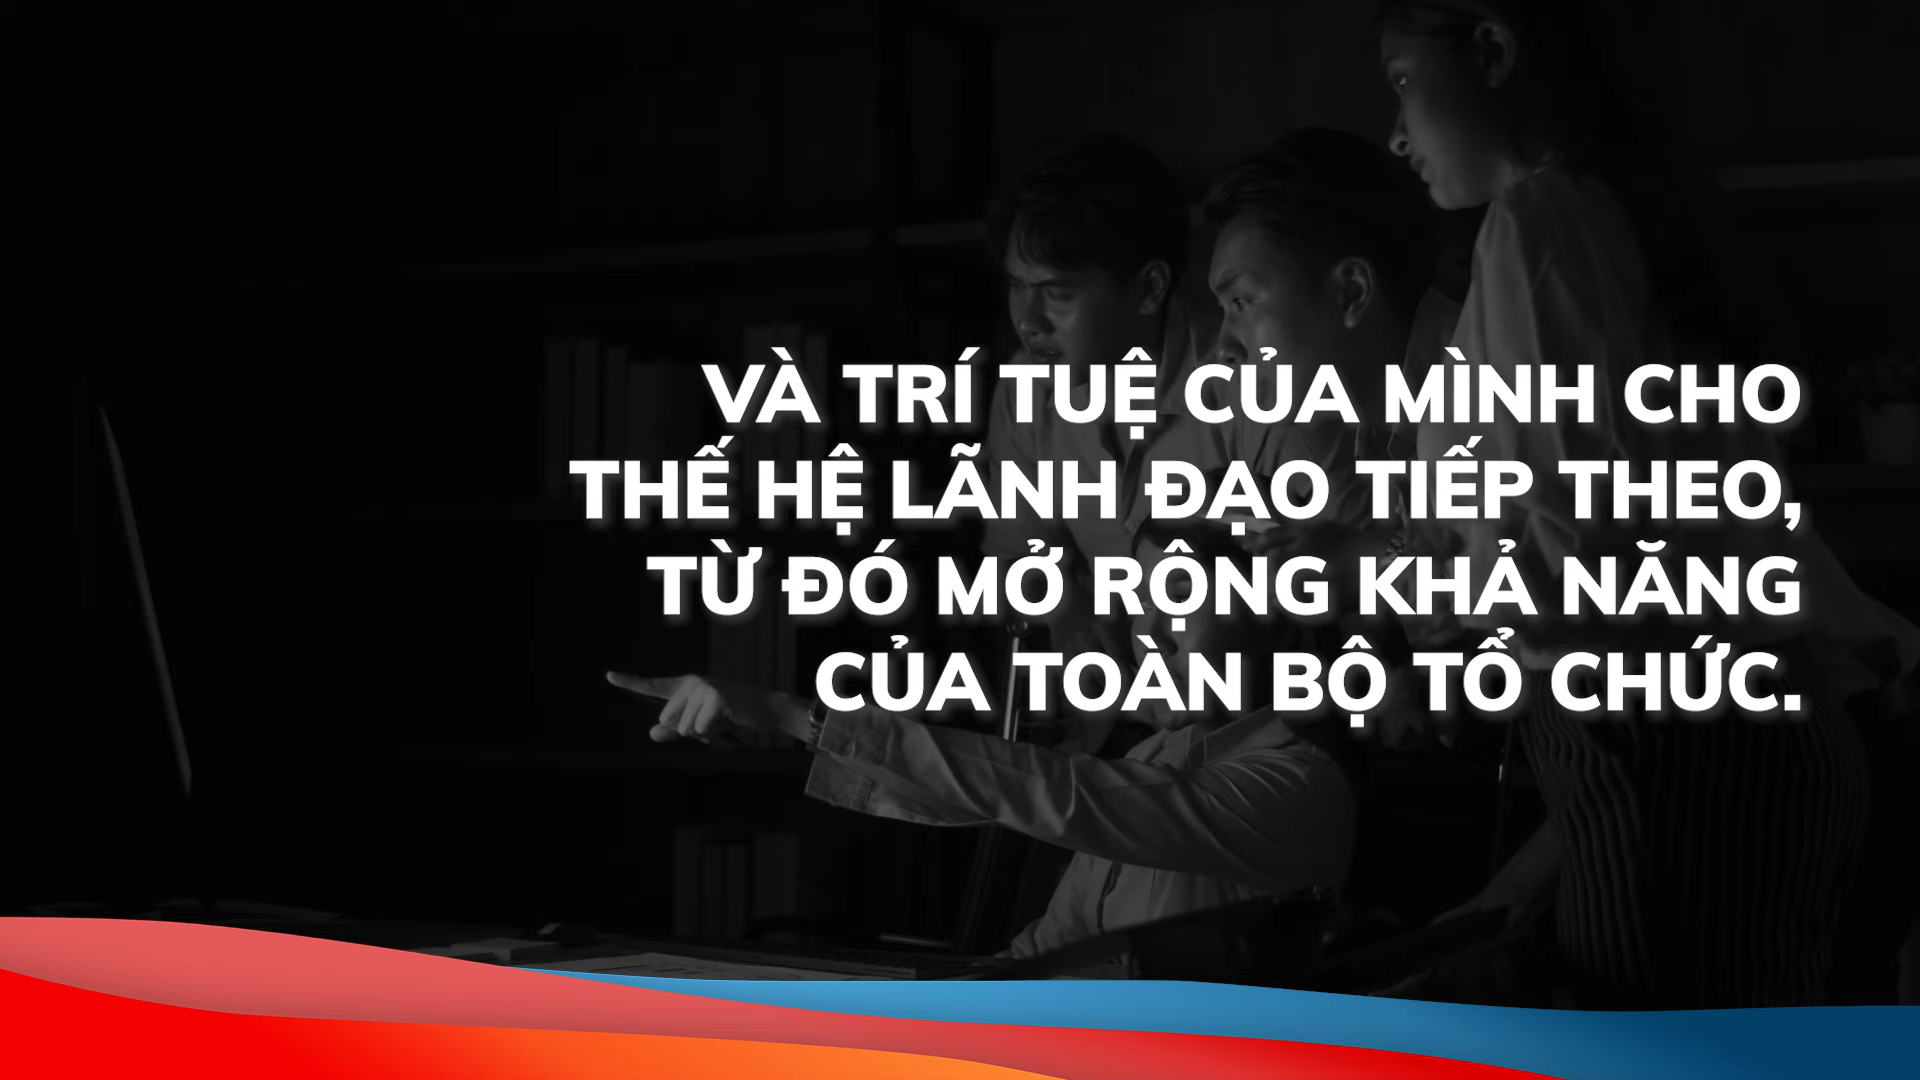 VÀ TRÍ TUỆ CỦA MÌNH CHO
THẾ HỆ LÃNH ĐẠO TIẾP THEO,
TỪ ĐÓ MỞ RỘNG KHẢ NĂNG
CỦA TOÀN BỘ TỔ CHỨC.